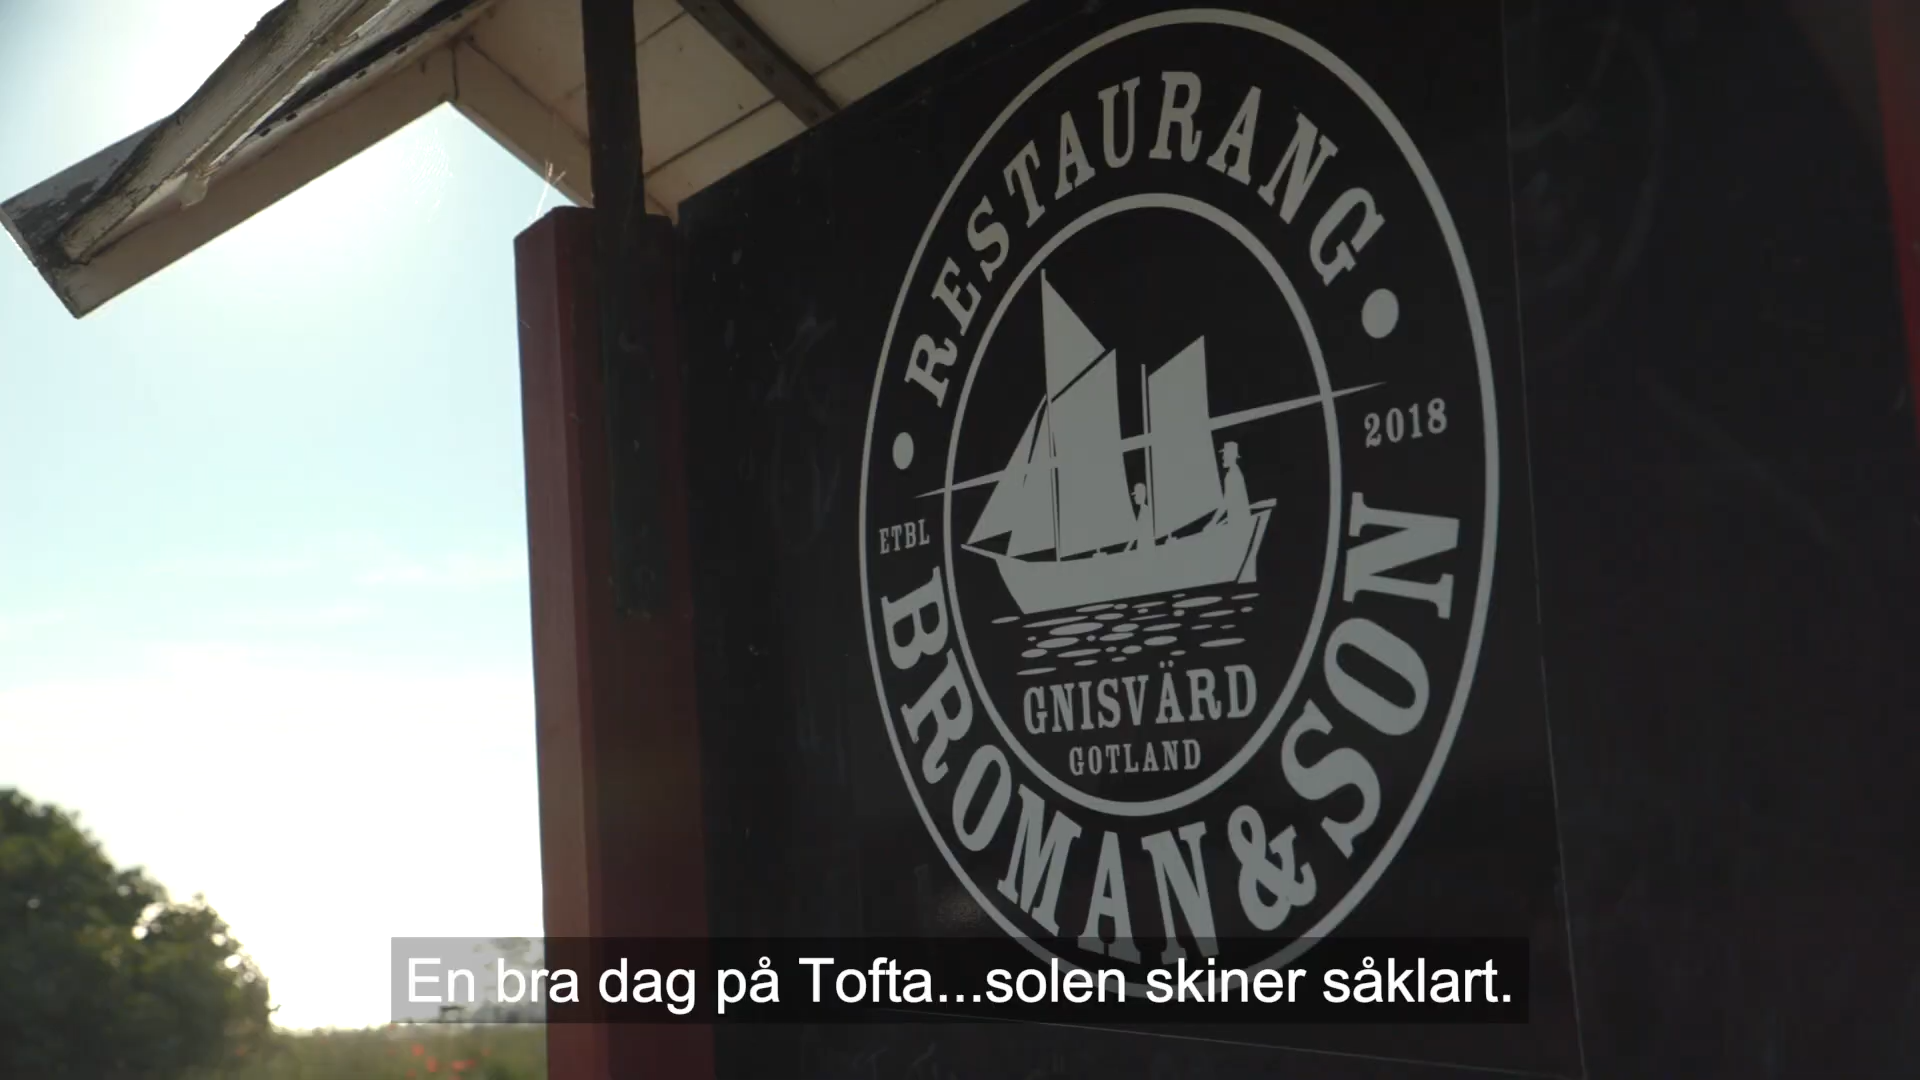 RESTAURANG
ETBL
2018
GNISVÄRD
GOTLAND
BROMAN & SON
En bra dag på Tofta...solen skiner såklart.